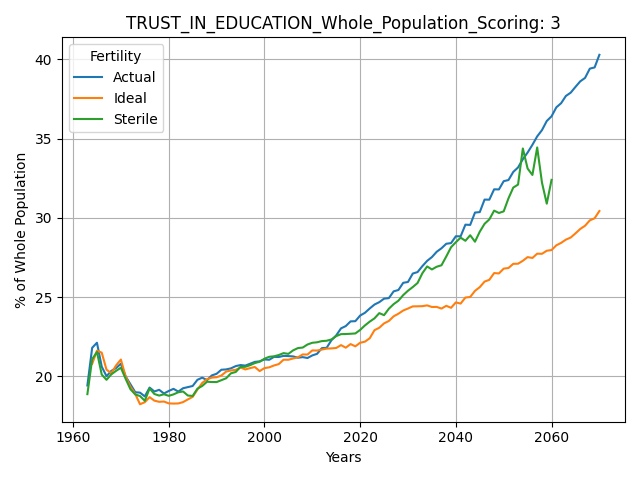 TRUST_IN_EDUCATION_Whole_Population_Scoring: 3
Fertility
Actual
Ideal
Sterile
40
35
30
25
20
% of Whole Population
1960 1980 2000 2020 2040 2060
Years